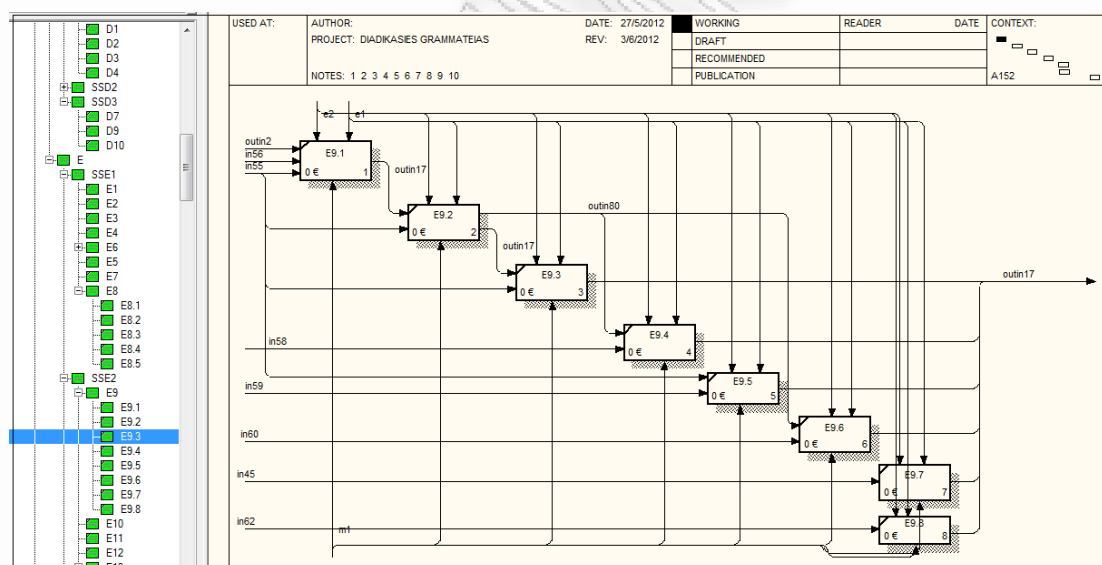 D1
D2
D3
D4
SSD2
SSD3
D7
D9
D10
E
SSE1
E1
E2
E3
E4
E6
E5
E7
E8
E8.1
E8.2
E8.3
E8.4
E8.5
SSE2
E9
E9.1
E9.2
E9.3
E9.4
E9.5
E9.6
E9.7
E9.8
E10
E11
E12
USED AT:
AUTHOR:
DATE: 27/5/2012
PROJECT: DIADIKASIES GRAMMATEIAS
REV: 3/6/2012
NOTES: 1 2 3 4 5 6 7 8 9 10
WORKING
DRAFT
RECOMMENDED
PUBLICATION
READER DATE
CONTEXT:
A152
e2
e1
outin2
in56
in55
E9.1
0 € 1
outin17
E9.2
0 € 2
outin80
outin17
E9.3
0 € 3
outin17
E9.4
0 € 4
in58
E9.5
0 € 5
in59
E9.6
0 € 6
in60
E9.7
0 € 7
in45
E9.8
0 € 8
in62
m1